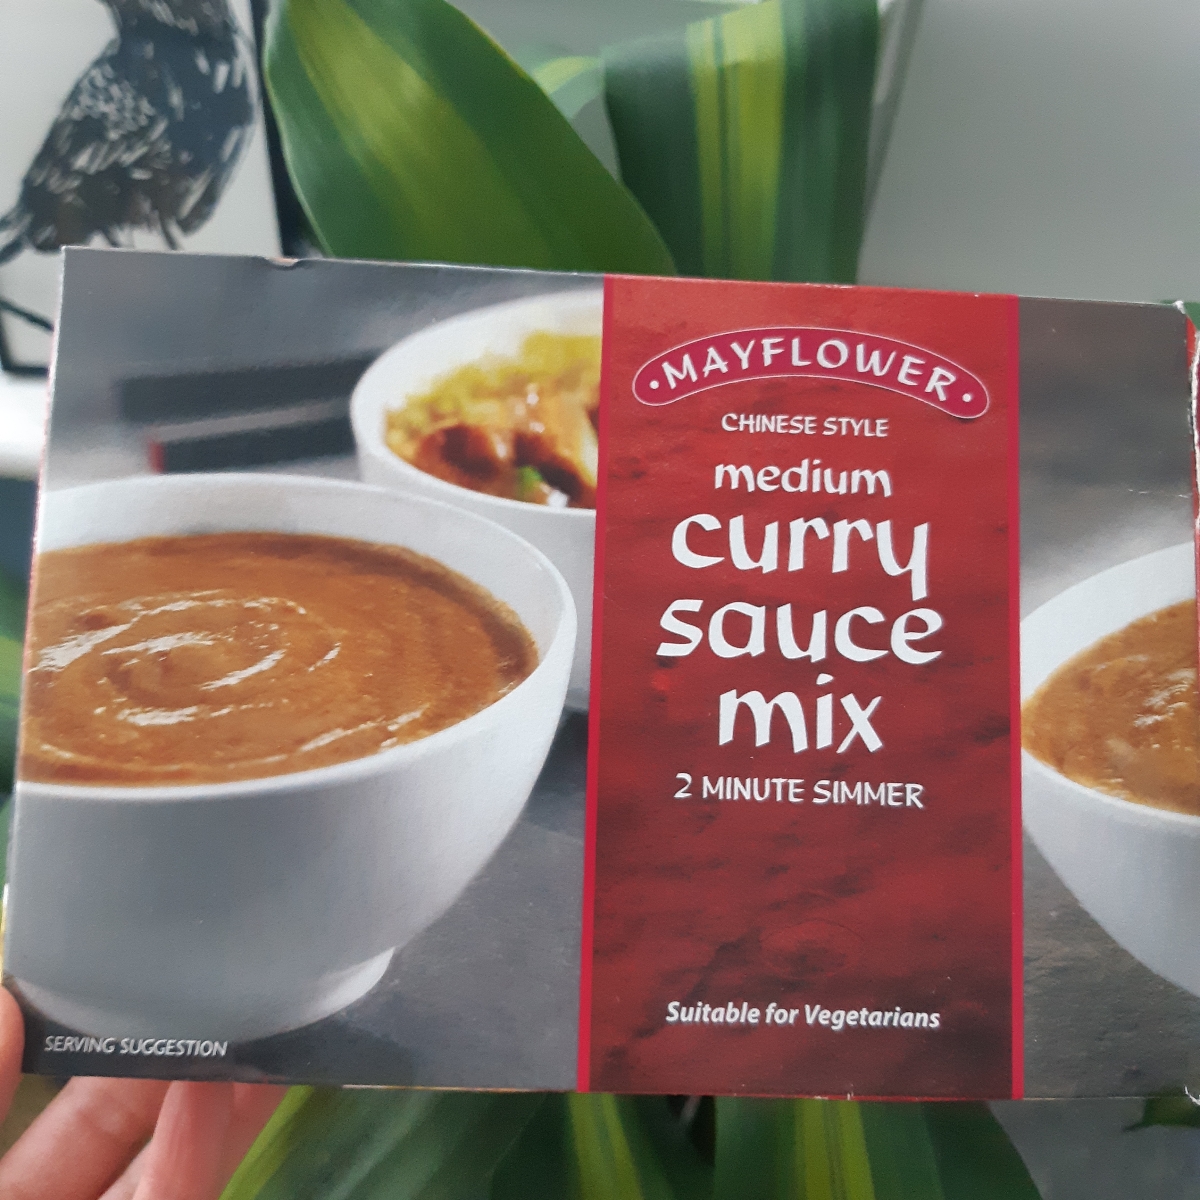 ·MAYFLOWER·
CHINESE STYLE
medium
curry
sauce
mix
2 MINUTE SIMMER
Suitable for Vegetarians
SERVING SUGGESTION